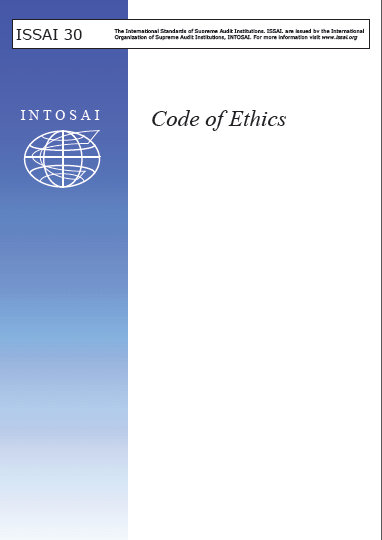 ISSAI 30
The International Standards of Supreme Audit Institutions, ISSAI, are issued by the International
Organization of Supreme Audit Institutions, INTOSAI. For more information visit www.issai.org
INTOSAI
Code of Ethics